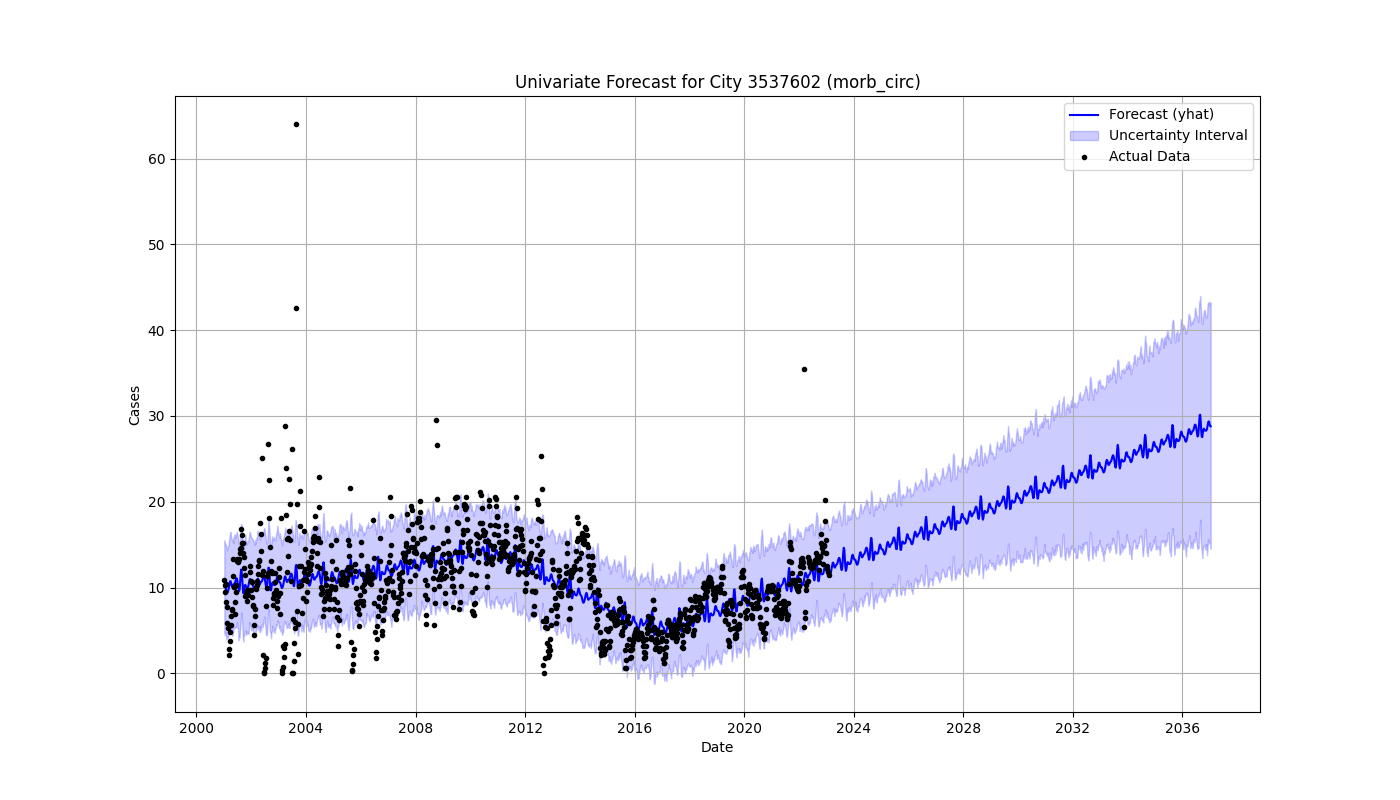 Univariate Forecast for City 3537602 (morb_circ)
Forecast (yhat)
Uncertainty Interval
Actual Data
Cases
60
50
40
30
20
10
0
2000 2004 2008 2012 2016 2020 2024 2028 2032 2036
Date